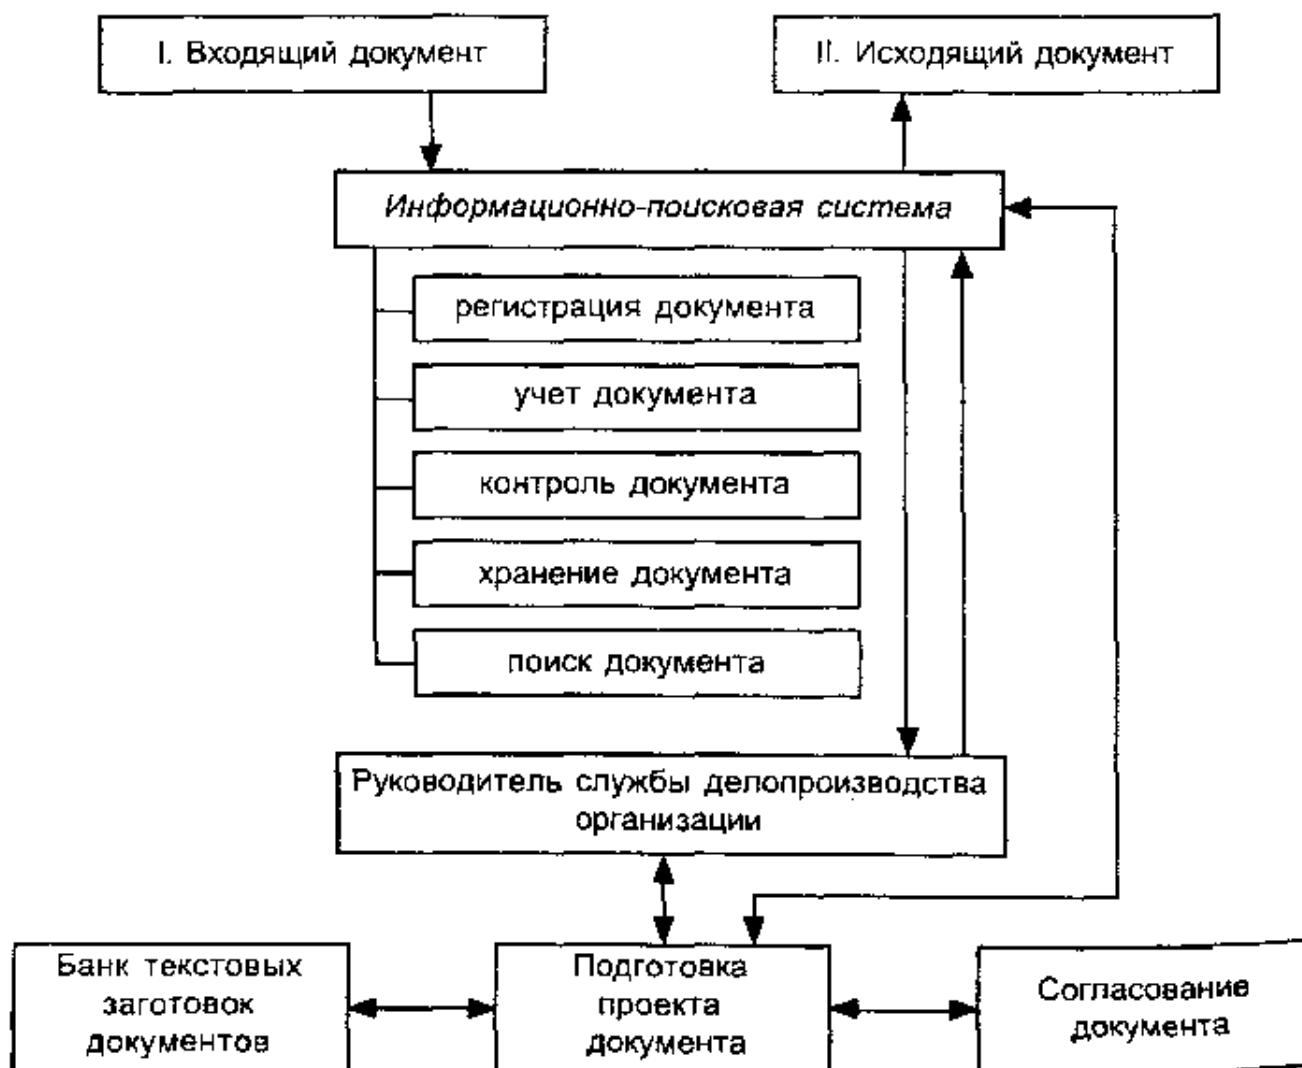 I. Входящий документ
II. Исходящий документ
Информационно-поисковая система
регистрация документа
учет документа
контроль документа
хранение документа
поиск документа
Руководитель службы делопроизводства
организации
Банк текстовых
заготовок
документов
Подготовка
проекта
документа
Согласование
документа